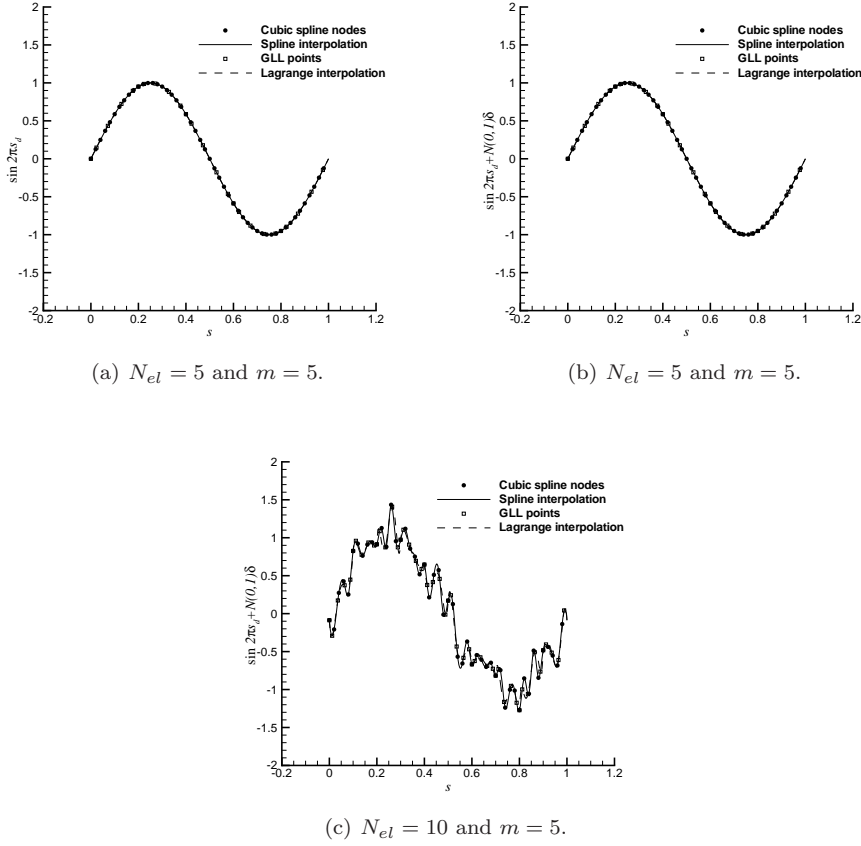 2
1.5
1
0.5
0
-0.5
-1
-1.5
-2
-0.2 0 0.2 0.4 0.6 0.8 1 1.2
s
sin 2πs_d
Cubic spline nodes
Spline interpolation
GLL points
Lagrange interpolation
(a) N_el = 5 and m = 5.
2
1.5
1
0.5
0
-0.5
-1
-1.5
-2
-0.2 0 0.2 0.4 0.6 0.8 1 1.2
s
sin 2πs_d+N(0,1)δ
Cubic spline nodes
Spline interpolation
GLL points
Lagrange interpolation
(b) N_el = 5 and m = 5.
2
1.5
1
0.5
0
-0.5
-1
-1.5
-2
-0.2 0 0.2 0.4 0.6 0.8 1 1.2
s
sin 2πs_d+N(0,1)δ
Cubic spline nodes
Spline interpolation
GLL points
Lagrange interpolation
(c) N_el = 10 and m = 5.